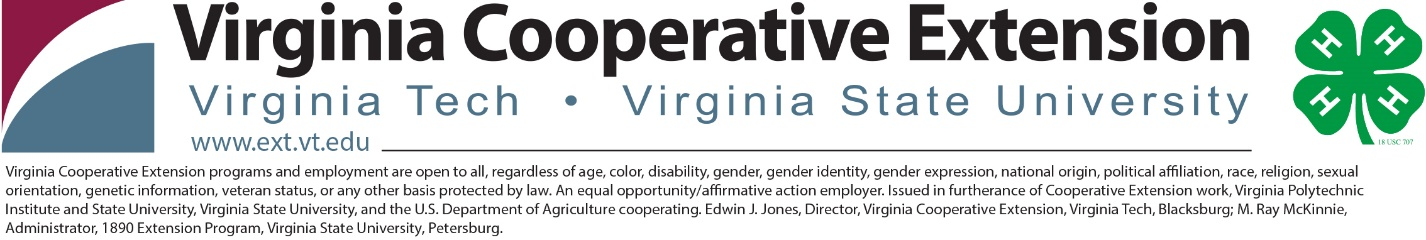 Virginia Cooperative Extension
Virginia Tech • Virginia State University
www.ext.vt.edu
H H
H H
18 USC 707
Virginia Cooperative Extension programs and employment are open to all, regardless of age, color, disability, gender, gender identity, gender expression, national origin, political affiliation, race, religion, sexual
orientation, genetic information, veteran status, or any other basis protected by law. An equal opportunity/affirmative action employer. Issued in furtherance of Cooperative Extension work, Virginia Polytechnic
Institute and State University, Virginia State University, and the U.S. Department of Agriculture cooperating. Edwin J. Jones, Director, Virginia Cooperative Extension, Virginia Tech, Blacksburg; M. Ray McKinnie,
Administrator, 1890 Extension Program, Virginia State University, Petersburg.